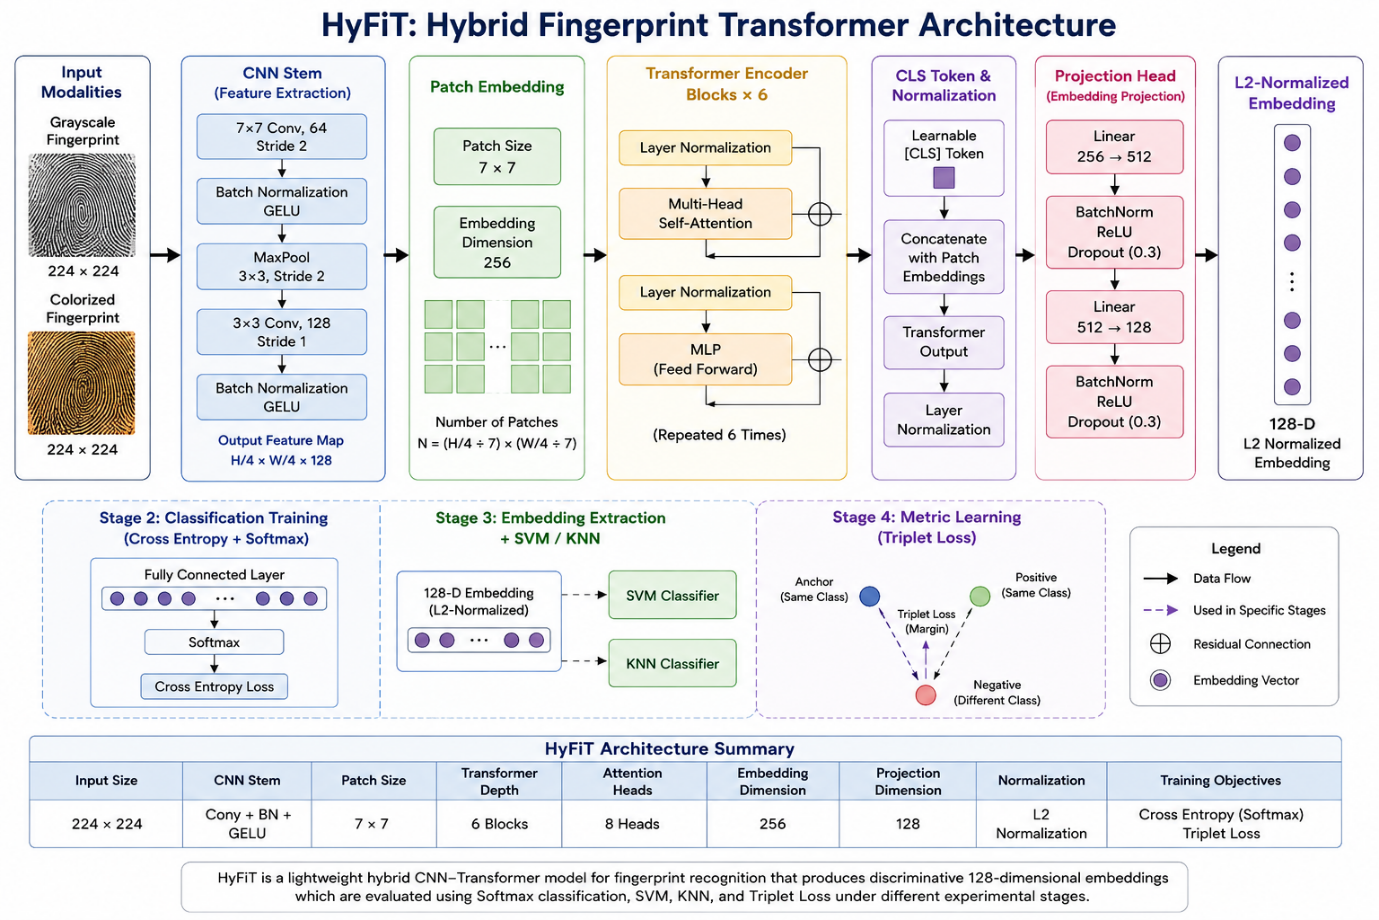 HyFiT: Hybrid Fingerprint Transformer Architecture
Input
Modalities
Grayscale
Fingerprint
224 × 224
Colorized
Fingerprint
224 × 224
CNN Stem
(Feature Extraction)
7×7 Conv, 64
Stride 2
Batch Normalization
GELU
MaxPool
3×3, Stride 2
3×3 Conv, 128
Stride 1
Batch Normalization
GELU
Output Feature Map
H/4 × W/4 × 128
Patch Embedding
Patch Size
7 × 7
Embedding
Dimension
256
...
Number of Patches
N = (H/4 ÷ 7) × (W/4 ÷ 7)
Transformer Encoder
Blocks × 6
Layer Normalization
Multi-Head
Self-Attention
Layer Normalization
MLP
(Feed Forward)
(Repeated 6 Times)
CLS Token &
Normalization
Learnable
[CLS] Token
Concatenate
with Patch
Embeddings
Transformer
Output
Layer
Normalization
Projection Head
(Embedding Projection)
Linear
256 → 512
BatchNorm
ReLU
Dropout (0.3)
Linear
512 → 128
BatchNorm
ReLU
Dropout (0.3)
L2-Normalized
Embedding
128-D
L2 Normalized
Embedding
Stage 2: Classification Training
(Cross Entropy + Softmax)
Fully Connected Layer
...
Softmax
Cross Entropy Loss
Stage 3: Embedding Extraction
+ SVM / KNN
128-D Embedding
(L2-Normalized)
...
SVM Classifier
KNN Classifier
Stage 4: Metric Learning
(Triplet Loss)
Anchor
(Same Class)
Positive
(Same Class)
Triplet Loss
(Margin)
Negative
(Different Class)
Legend
Data Flow
Used in Specific Stages
Residual Connection
Embedding Vector
HyFiT Architecture Summary
Input Size
CNN Stem
Patch Size
Transformer
Depth
Attention
Heads
Embedding
Dimension
Projection
Dimension
Normalization
Training Objectives
224 × 224
Cony + BN +
GELU
7 × 7
6 Blocks
8 Heads
256
128
L2
Normalization
Cross Entropy (Softmax)
Triplet Loss
HyFiT is a lightweight hybrid CNN–Transformer model for fingerprint recognition that produces discriminative 128-dimensional embeddings
which are evaluated using Softmax classification, SVM, KNN, and Triplet Loss under different experimental stages.